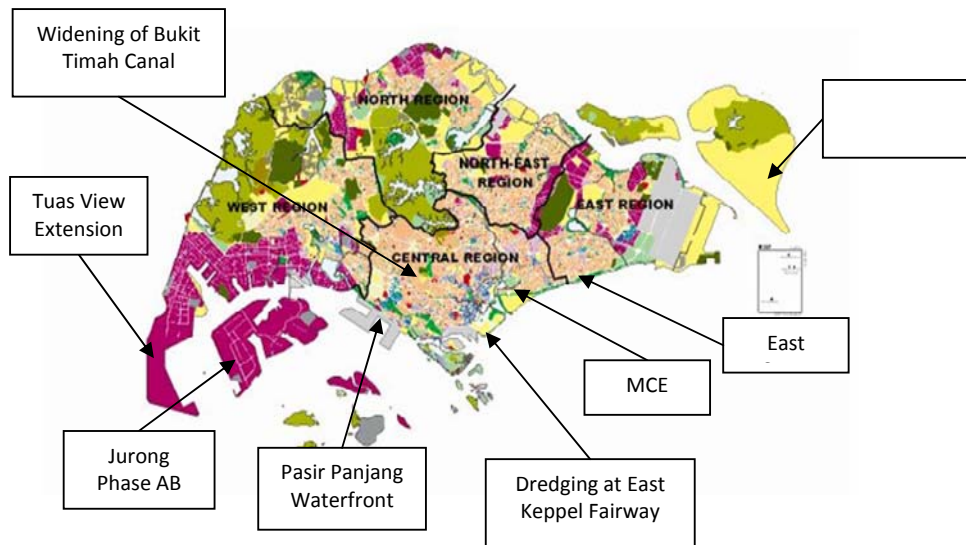 Widening of Bukit
Timah Canal
NORTH REGION
NORTH-EAST
REGION
Tuas View
Extension
WEST REGION
EAST REGION
CENTRAL REGION
East
MCE
Jurong
Phase AB
Pasir Panjang
Waterfront
Dredging at East
Keppel Fairway